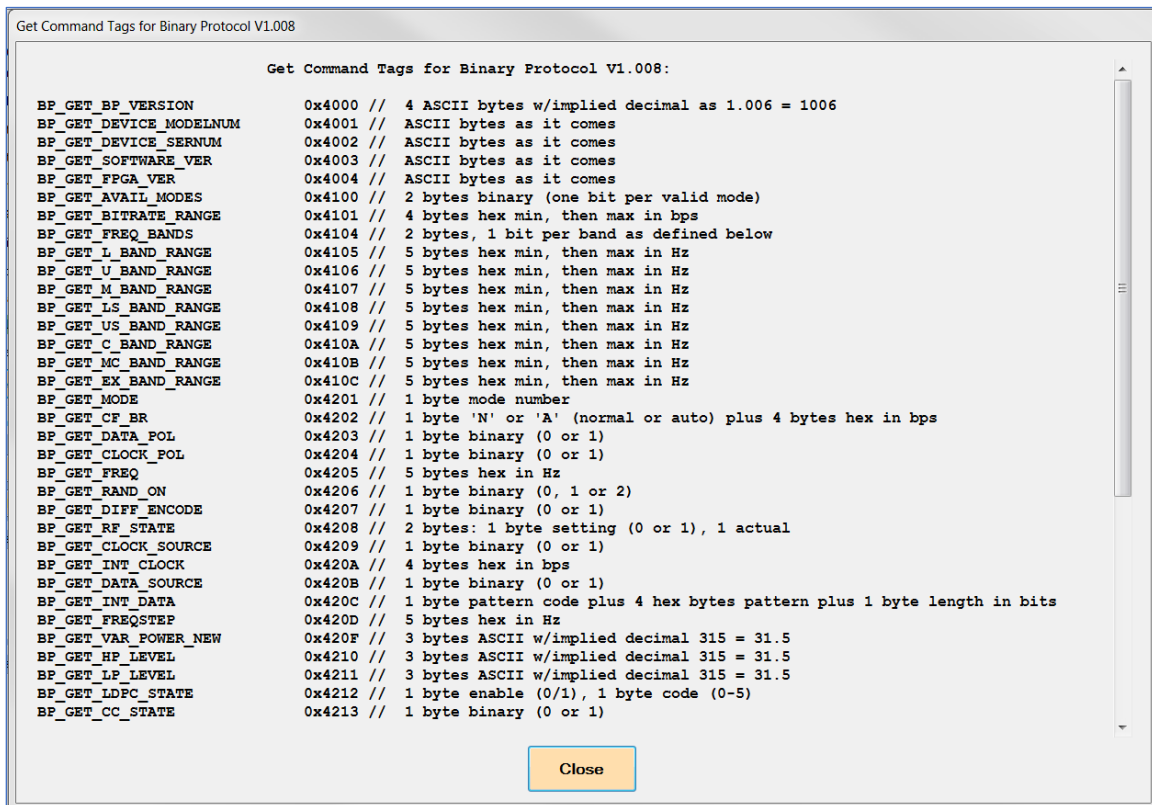 Get Command Tags for Binary Protocol V1.008
Get Command Tags for Binary Protocol V1.008:
BP_GET_BP_VERSION 0x4000 // 4 ASCII bytes w/implied decimal as 1.006 = 1006
BP_GET_DEVICE_MODELNUM 0x4001 // ASCII bytes as it comes
BP_GET_DEVICE_SERNUM 0x4002 // ASCII bytes as it comes
BP_GET_SOFTWARE_VER 0x4003 // ASCII bytes as it comes
BP_GET_FPGA_VER 0x4004 // ASCII bytes as it comes
BP_GET_AVAIL_MODES 0x4100 // 2 bytes binary (one bit per valid mode)
BP_GET_BITRATE_RANGE 0x4101 // 4 bytes hex min, then max in bps
BP_GET_FREQ_BANDS 0x4104 // 2 bytes, 1 bit per band as defined below
BP_GET_L_BAND_RANGE 0x4105 // 5 bytes hex min, then max in Hz
BP_GET_U_BAND_RANGE 0x4106 // 5 bytes hex min, then max in Hz
BP_GET_M_BAND_RANGE 0x4107 // 5 bytes hex min, then max in Hz
BP_GET_LS_BAND_RANGE 0x4108 // 5 bytes hex min, then max in Hz
BP_GET_US_BAND_RANGE 0x4109 // 5 bytes hex min, then max in Hz
BP_GET_C_BAND_RANGE 0x410A // 5 bytes hex min, then max in Hz
BP_GET_MC_BAND_RANGE 0x410B // 5 bytes hex min, then max in Hz
BP_GET_EX_BAND_RANGE 0x410C // 5 bytes hex min, then max in Hz
BP_GET_MODE 0x4201 // 1 byte mode number
BP_GET_CF_BR 0x4202 // 1 byte 'N' or 'A' (normal or auto) plus 4 bytes hex in bps
BP_GET_DATA_POL 0x4203 // 1 byte binary (0 or 1)
BP_GET_CLOCK_POL 0x4204 // 1 byte binary (0 or 1)
BP_GET_FREQ 0x4205 // 5 bytes hex in Hz
BP_GET_RAND_ON 0x4206 // 1 byte binary (0, 1 or 2)
BP_GET_DIFF_ENCODE 0x4207 // 1 byte binary (0 or 1)
BP_GET_RF_STATE 0x4208 // 2 bytes: 1 byte setting (0 or 1), 1 actual
BP_GET_CLOCK_SOURCE 0x4209 // 1 byte binary (0 or 1)
BP_GET_INT_CLOCK 0x420A // 4 bytes hex in bps
BP_GET_DATA_SOURCE 0x420B // 1 byte binary (0 or 1)
BP_GET_INT_DATA 0x420C // 1 byte pattern code plus 4 hex bytes pattern plus 1 byte length in bits
BP_GET_FREQSTEP 0x420D // 5 bytes hex in Hz
BP_GET_VAR_POWER_NEW 0x420F // 3 bytes ASCII w/implied decimal 315 = 31.5
BP_GET_HP_LEVEL 0x4210 // 3 bytes ASCII w/implied decimal 315 = 31.5
BP_GET_LP_LEVEL 0x4211 // 3 bytes ASCII w/implied decimal 315 = 31.5
BP_GET_LDPC_STATE 0x4212 // 1 byte enable (0/1), 1 byte code (0-5)
BP_GET_CC_STATE 0x4213 // 1 byte binary (0 or 1)
Close